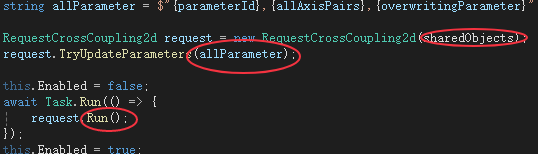 string allParameter = $"{parameterId},{allAxisPairs},{overwritingParameter}"
RequestCrossCoupling2d request = new RequestCrossCoupling2d(sharedObjects);
request.TryUpdateParameters(allParameter);
this.Enabled = false;
await Task.Run(() => {
request.Run();
});
this.Enabled = true;